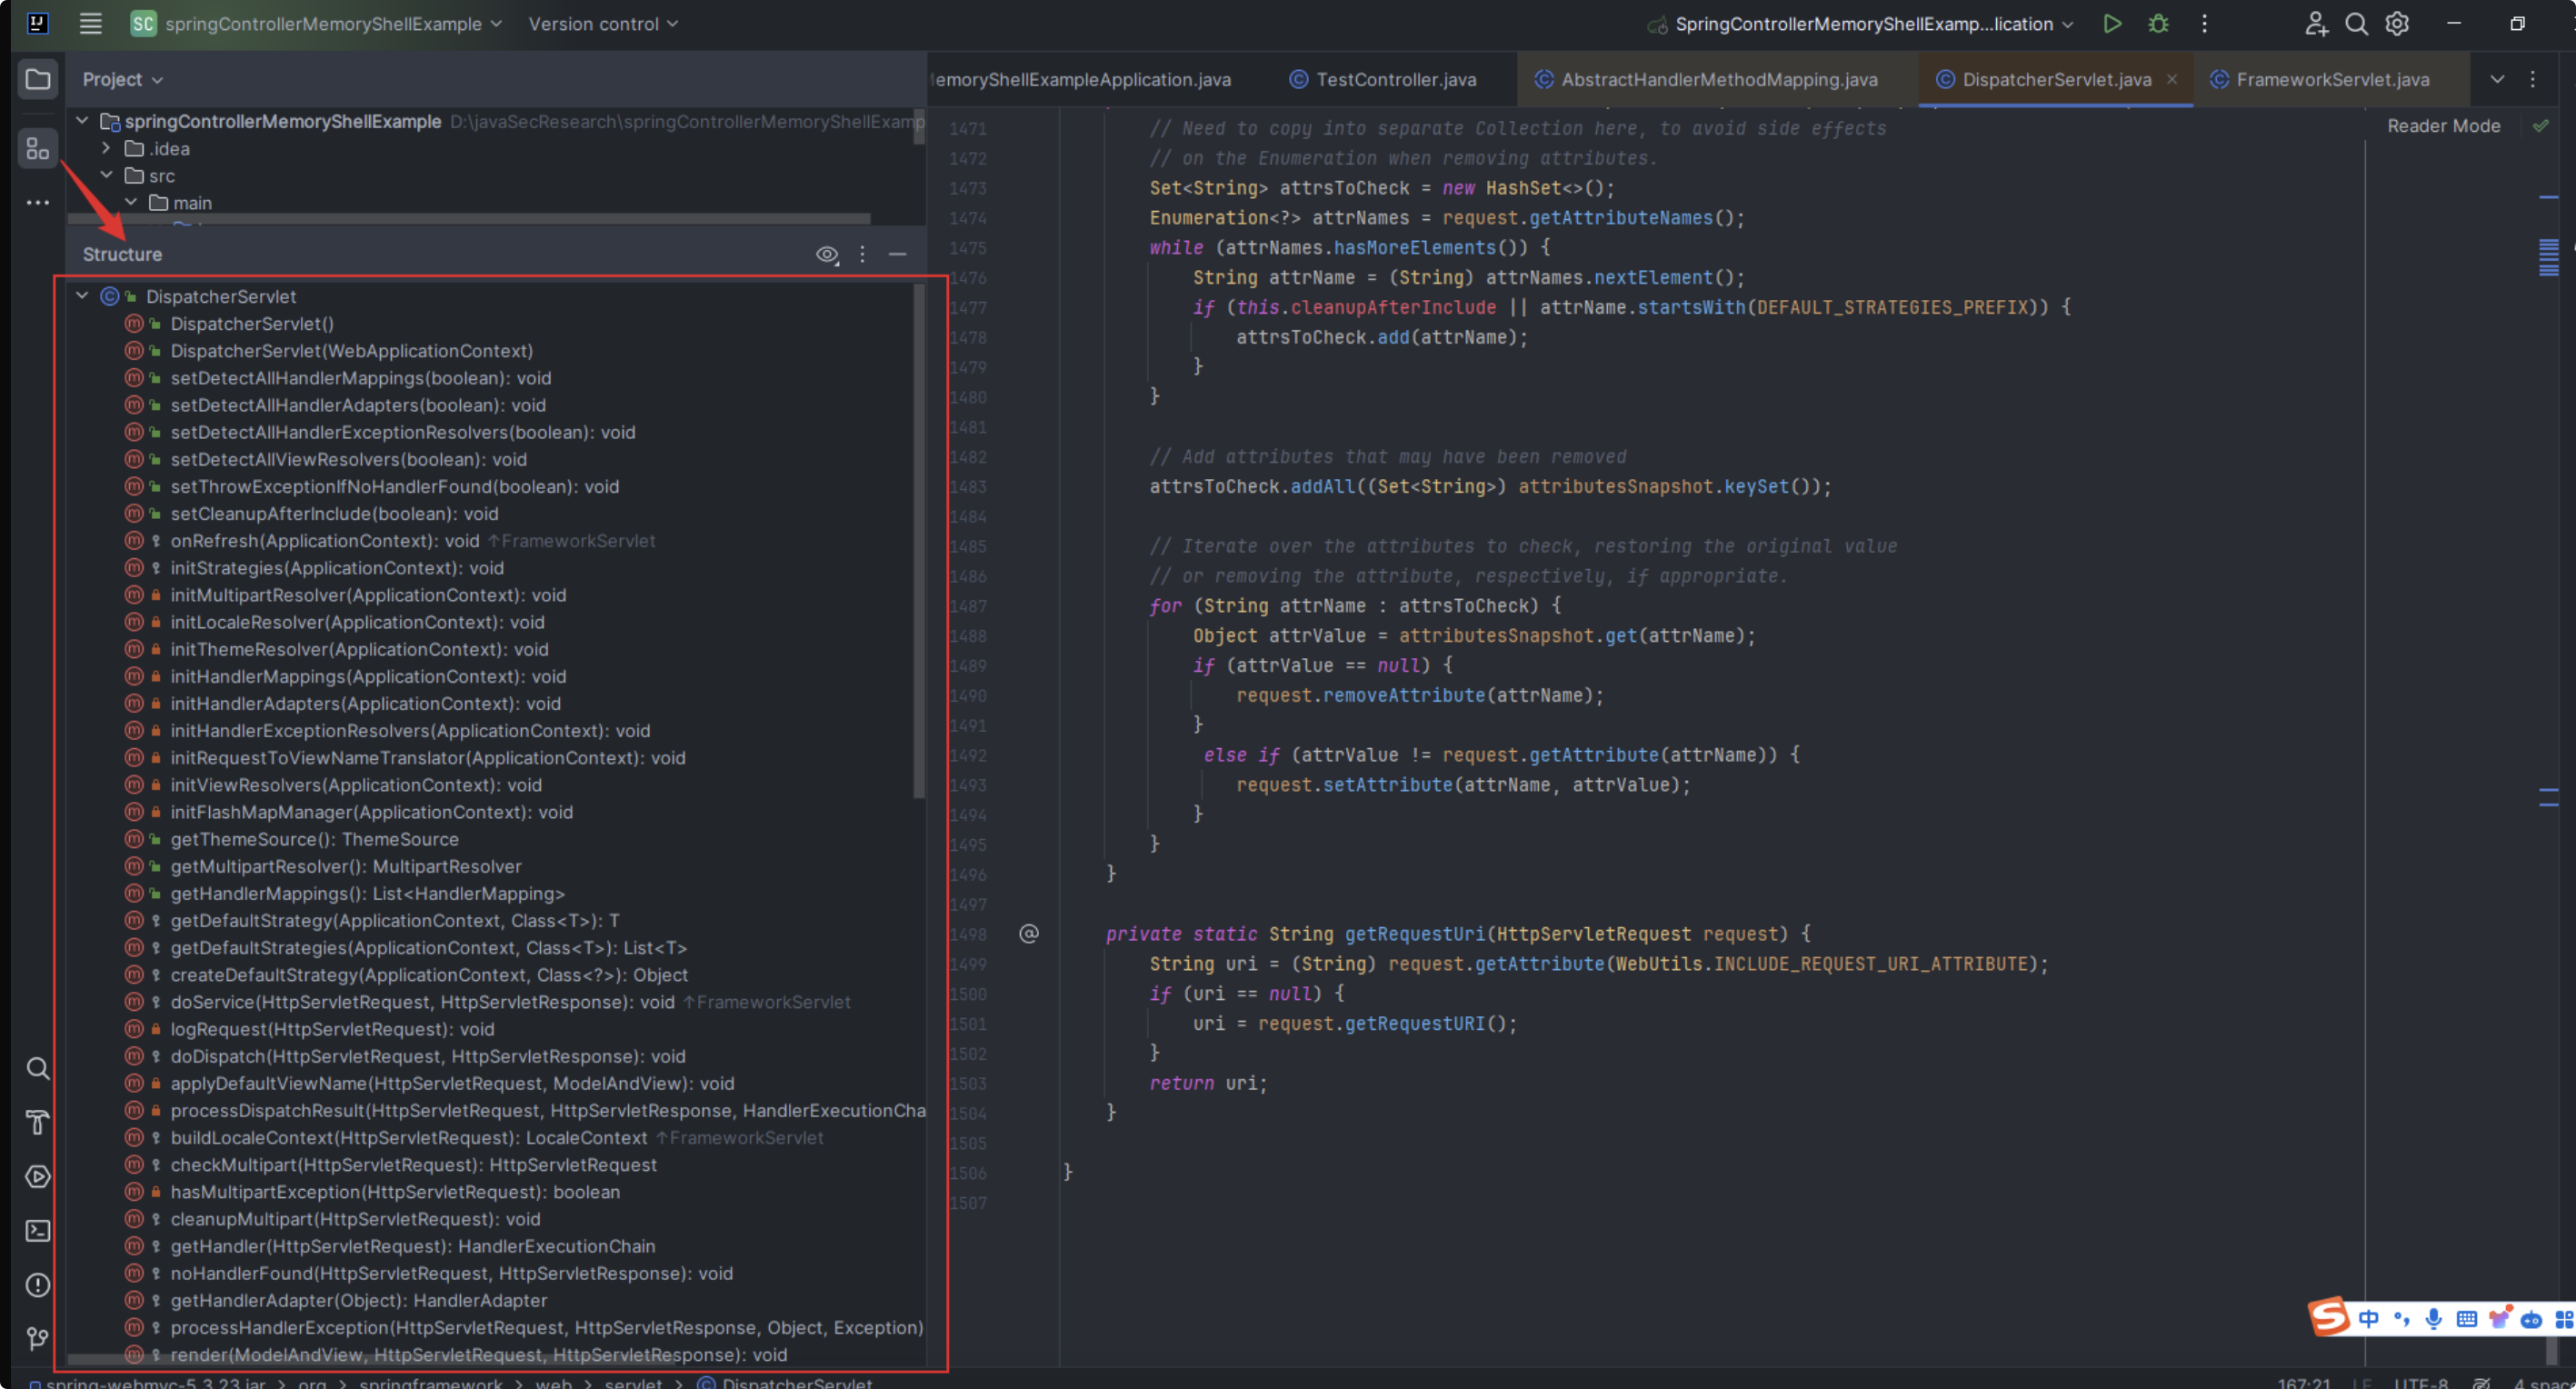 IJ
SC springControllerMemoryShellExample
Version control
SpringControllerMemoryShellExamp...lication
Project
emoryShellExampleApplication.java
TestController.java
AbstractHandlerMethodMapping.java
DispatcherServlet.java
FrameworkServlet.java
springControllerMemoryShellExample D:\javaSecResearch\springControllerMemoryShellExamp
.idea
src
main
Structure
DispatcherServlet
DispatcherServlet()
DispatcherServlet(WebApplicationContext)
setDetectAllHandlerMappings(boolean): void
setDetectAllHandlerAdapters(boolean): void
setDetectAllHandlerExceptionResolvers(boolean): void
setDetectAllViewResolvers(boolean): void
setThrowExceptionIfNoHandlerFound(boolean): void
setCleanupAfterInclude(boolean): void
onRefresh(ApplicationContext): void ↑FrameworkServlet
initStrategies(ApplicationContext): void
initMultipartResolver(ApplicationContext): void
initLocaleResolver(ApplicationContext): void
initThemeResolver(ApplicationContext): void
initHandlerMappings(ApplicationContext): void
initHandlerAdapters(ApplicationContext): void
initHandlerExceptionResolvers(ApplicationContext): void
initRequestToViewNameTranslator(ApplicationContext): void
initViewResolvers(ApplicationContext): void
initFlashMapManager(ApplicationContext): void
getThemeSource(): ThemeSource
getMultipartResolver(): MultipartResolver
getHandlerMappings(): List<HandlerMapping>
getDefaultStrategy(ApplicationContext, Class<T>): T
getDefaultStrategies(ApplicationContext, Class<T>): List<T>
createDefaultStrategy(ApplicationContext, Class<?>): Object
doService(HttpServletRequest, HttpServletResponse): void ↑FrameworkServlet
logRequest(HttpServletRequest): void
doDispatch(HttpServletRequest, HttpServletResponse): void
applyDefaultViewName(HttpServletRequest, ModelAndView): void
processDispatchResult(HttpServletRequest, HttpServletResponse, HandlerExecutionCha
buildLocaleContext(HttpServletRequest): LocaleContext ↑FrameworkServlet
checkMultipart(HttpServletRequest): HttpServletRequest
hasMultipartException(HttpServletRequest): boolean
cleanupMultipart(HttpServletRequest): void
getHandler(HttpServletRequest): HandlerExecutionChain
noHandlerFound(HttpServletRequest, HttpServletResponse): void
getHandlerAdapter(Object): HandlerAdapter
processHandlerException(HttpServletRequest, HttpServletResponse, Object, Exception)
render(ModelAndView, HttpServletRequest, HttpServletResponse): void
Reader Mode
1471 // Need to copy into separate Collection here, to avoid side effects
1472 // on the Enumeration when removing attributes.
1473 Set<String> attrsToCheck = new HashSet<>();
1474 Enumeration<?> attrNames = request.getAttributeNames();
1475 while (attrNames.hasMoreElements()) {
1476 String attrName = (String) attrNames.nextElement();
1477 if (this.cleanupAfterInclude || attrName.startsWith(DEFAULT_STRATEGIES_PREFIX)) {
1478 attrsToCheck.add(attrName);
1479 }
1480 }
1481
1482 // Add attributes that may have been removed
1483 attrsToCheck.addAll((Set<String>) attributesSnapshot.keySet());
1484
1485 // Iterate over the attributes to check, restoring the original value
1486 // or removing the attribute, respectively, if appropriate.
1487 for (String attrName : attrsToCheck) {
1488 Object attrValue = attributesSnapshot.get(attrName);
1489 if (attrValue == null) {
1490 request.removeAttribute(attrName);
1491 }
1492 else if (attrValue != request.getAttribute(attrName)) {
1493 request.setAttribute(attrName, attrValue);
1494 }
1495 }
1496 }
1497
1498 @ private static String getRequestUri(HttpServletRequest request) {
1499 String uri = (String) request.getAttribute(WebUtils.INCLUDE_REQUEST_URI_ATTRIBUTE);
1500 if (uri == null) {
1501 uri = request.getRequestURI();
1502 }
1503 return uri;
1504 }
1505
1506 }
1507
中
spring-webmvc-5.3.23.jar > org > springframework > web > servlet > DispatcherServlet
167:21 LF UTF-8 4 spac